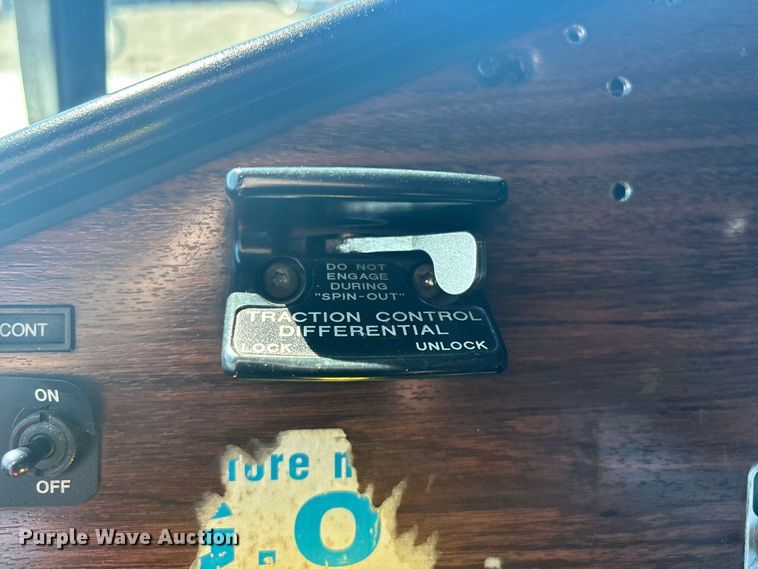 DO NOT
ENGAGE
DURING
"SPIN-OUT"
TRACTION CONTROL
DIFFERENTIAL
LOCK UNLOCK
CONT
ON
OFF
Purple Wave Auction